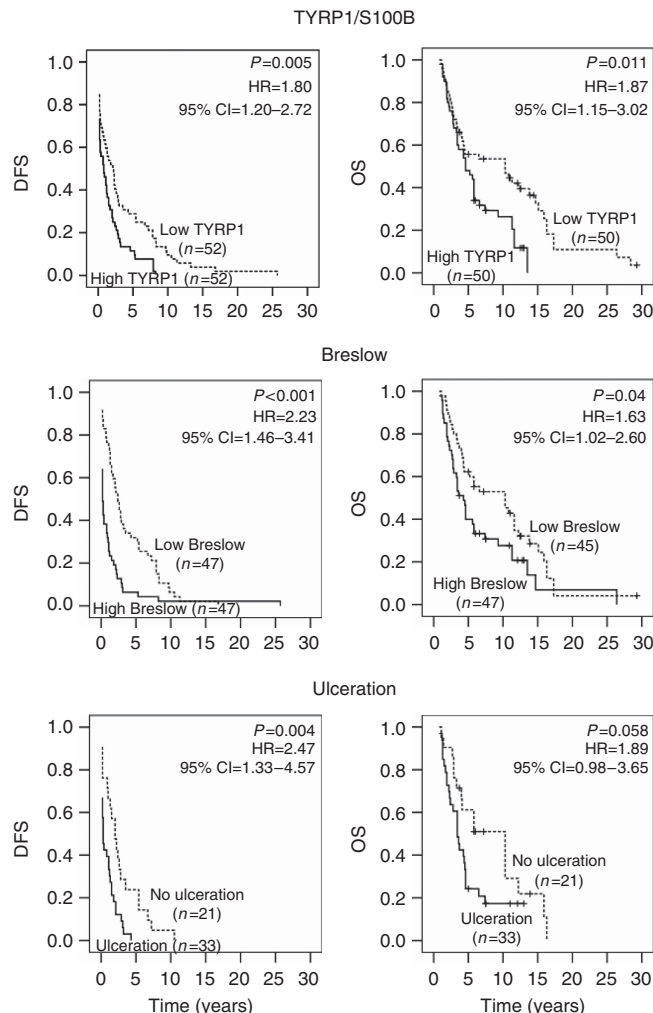 TYRP1/S100B
1.0
0.8
0.6
0.4
0.2
0.0
DFS
P=0.005
HR=1.80
95% CI=1.20–2.72
Low TYRP1
(n=52)
High TYRP1
(n=52)
0 5 10 15 20 25 30
1.0
0.8
0.6
0.4
0.2
0.0
OS
P=0.011
HR=1.87
95% CI=1.15–3.02
Low TYRP1
(n=50)
High TYRP1
(n=50)
0 5 10 15 20 25 30
Breslow
1.0
0.8
0.6
0.4
0.2
0.0
DFS
P<0.001
HR=2.23
95% CI=1.46–3.41
Low Breslow
(n=47)
High Breslow (n=47)
0 5 10 15 20 25 30
1.0
0.8
0.6
0.4
0.2
0.0
OS
P=0.04
HR=1.63
95% CI=1.02–2.60
Low Breslow
(n=45)
High Breslow
(n=47)
0 5 10 15 20 25 30
Ulceration
1.0
0.8
0.6
0.4
0.2
0.0
DFS
P=0.004
HR=2.47
95% CI=1.33–4.57
No ulceration
(n=21)
Ulceration (n=33)
0 5 10 15 20 25 30
Time (years)
1.0
0.8
0.6
0.4
0.2
0.0
OS
P=0.058
HR=1.89
95% CI=0.98–3.65
No ulceration
(n=21)
Ulceration
(n=33)
0 5 10 15 20 25 30
Time (years)